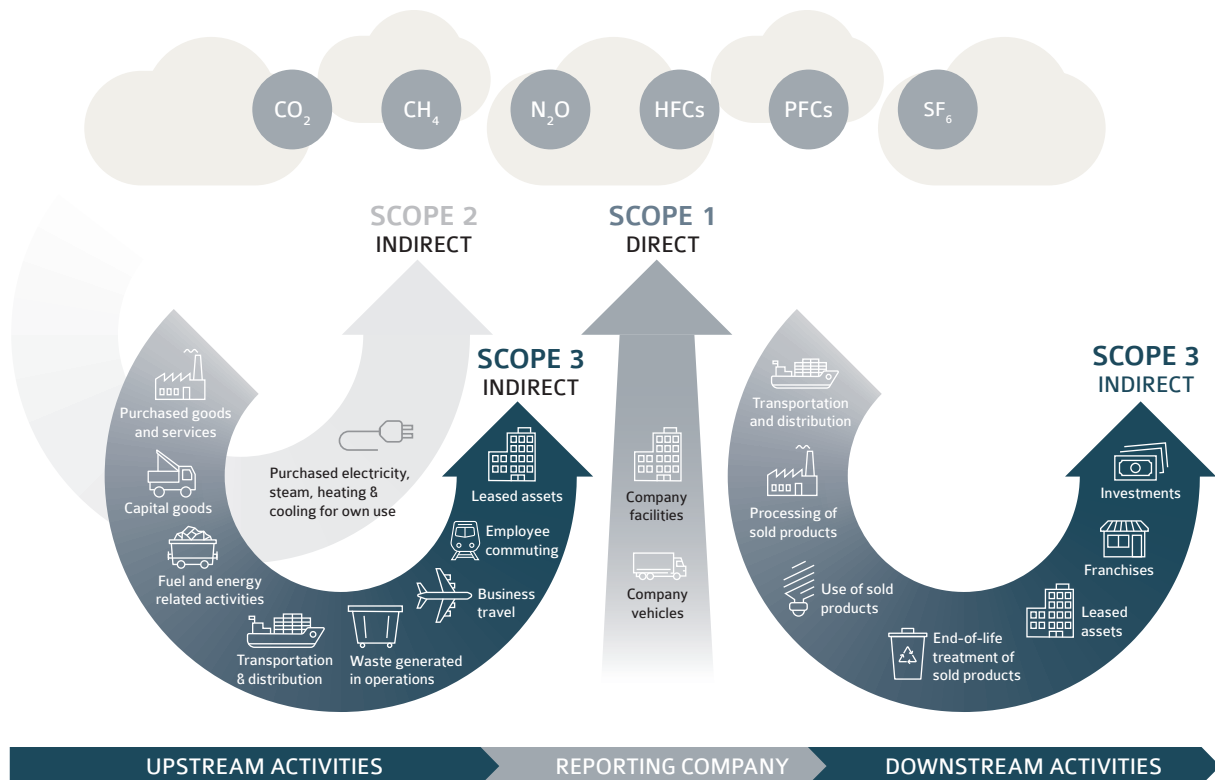 CO₂
CH₄
N₂O
HFCs
PFCs
SF₆
SCOPE 2
INDIRECT
SCOPE 1
DIRECT
SCOPE 3
INDIRECT
SCOPE 3
INDIRECT
Purchased goods
and services
Capital goods
Fuel and energy
related activities
Transportation
& distribution
Waste generated
in operations
Business
travel
Employee
commuting
Leased assets
Purchased electricity,
steam, heating &
cooling for own use
Company
facilities
Company
vehicles
Transportation
and distribution
Processing of
sold products
Use of sold
products
End-of-life
treatment of
sold products
Leased
assets
Franchises
Investments
UPSTREAM ACTIVITIES
REPORTING COMPANY
DOWNSTREAM ACTIVITIES